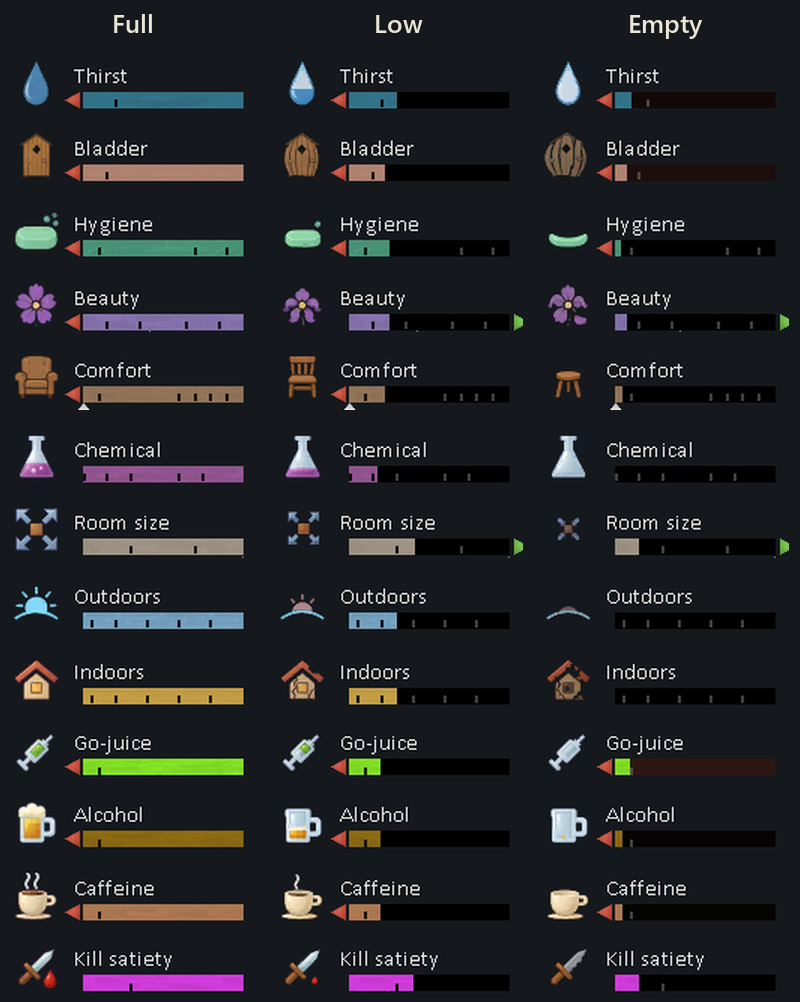 Full Low Empty
Thirst Thirst Thirst
Bladder Bladder Bladder
Hygiene Hygiene Hygiene
Beauty Beauty Beauty
Comfort Comfort Comfort
Chemical Chemical Chemical
Room size Room size Room size
Outdoors Outdoors Outdoors
Indoors Indoors Indoors
Go-juice Go-juice Go-juice
Alcohol Alcohol Alcohol
Caffeine Caffeine Caffeine
Kill satiety Kill satiety Kill satiety